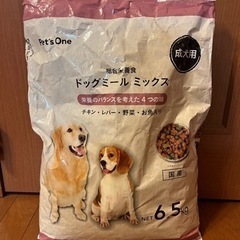 Pet'sOne
成犬用
ドッグミール ミックス
栄養のバランスを考えた4つの味
チキン・レバー・野菜・お魚入り
国産
NET 6.5kg